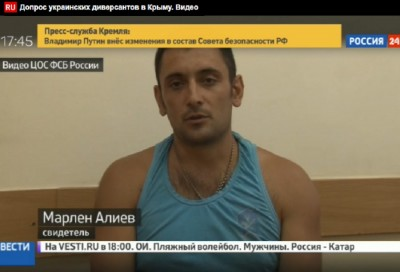 RU Допрос украинских диверсантов в Крыму. Видео
17:45
Пресс-служба Кремля:
Владимир Путин внёс изменения в состав Совета безопасности РФ
РОССИЯ 24
Видео ЦОС ФСБ России
Марлен Алиев
свидетель
ВЕСТИ На VESTI.RU в 18:00. ОИ. Пляжный волейбол. Мужчины. Россия - Катар